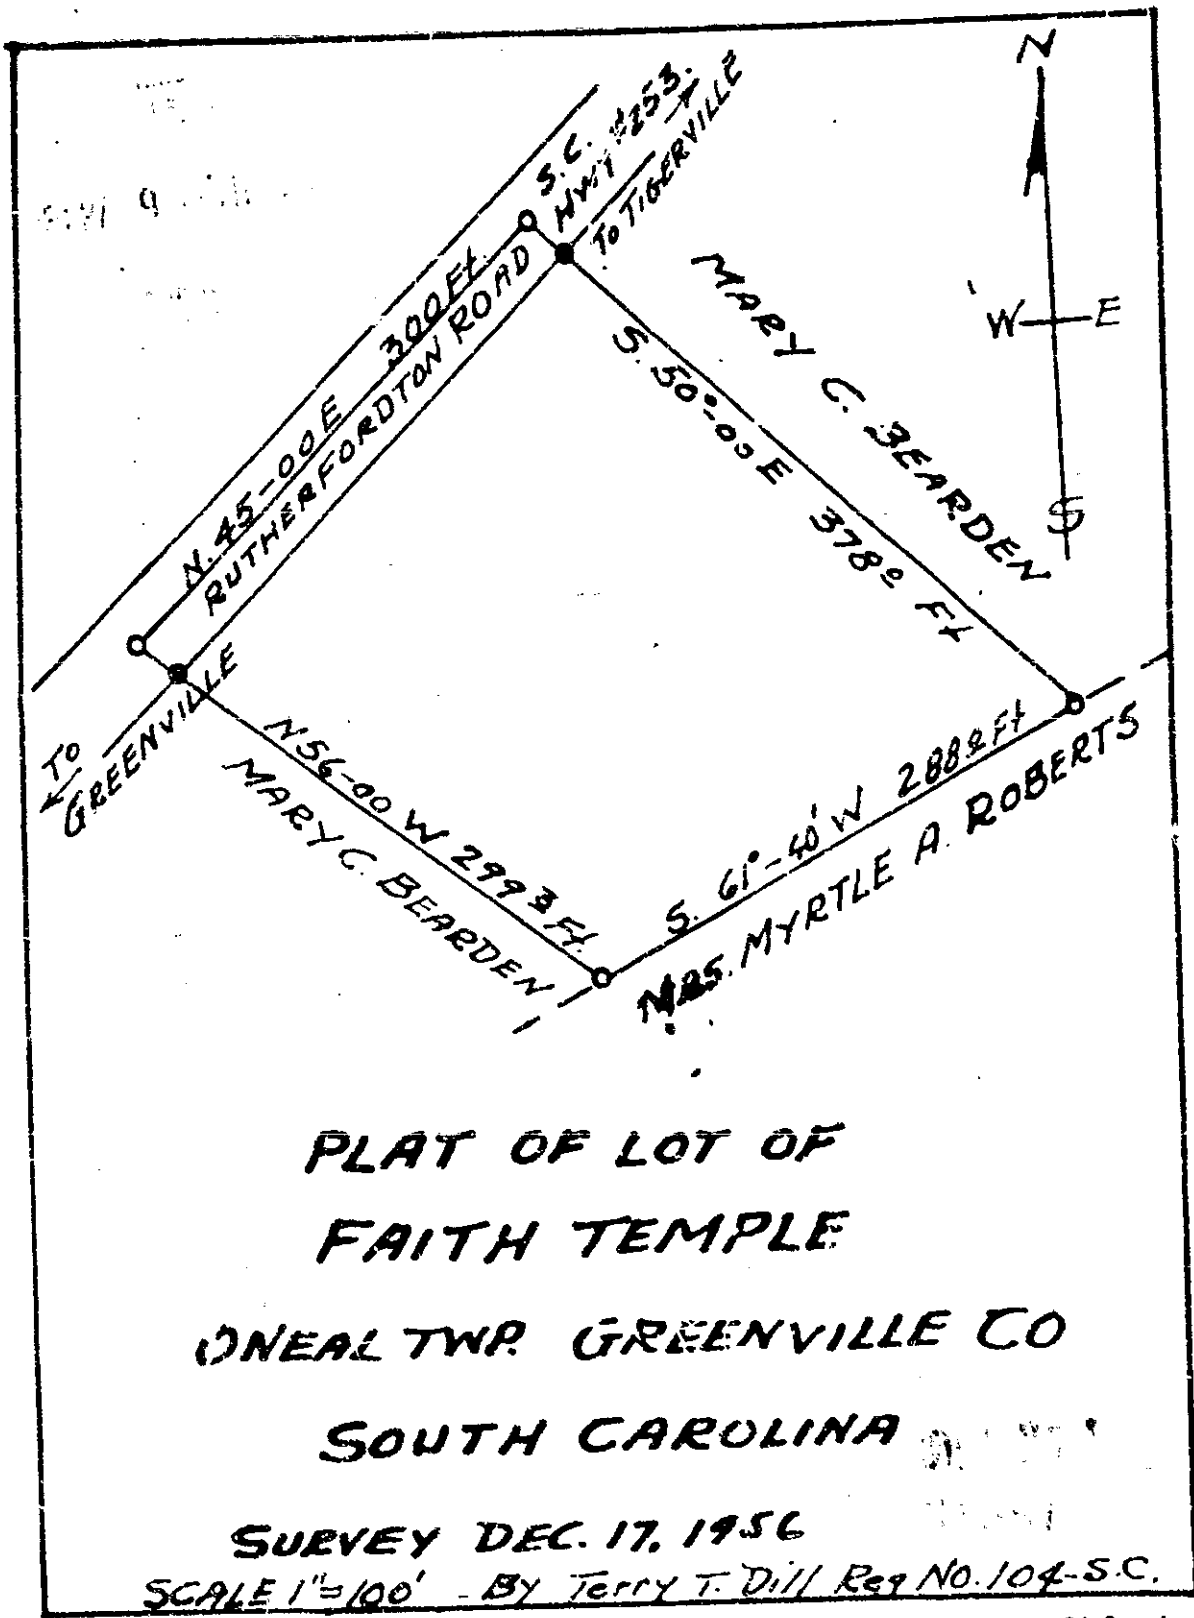 N
W E
S
S.C.
HWY #253.
TO TIGERVILLE
N. 45-00 E 300 Ft.
RUTHERFORDTON ROAD
TO
GREENVILLE
MARY C. BEARDEN
S. 50°-00 E 378.0 Ft
N 56-00 W 299.3 Ft.
MARY C. BEARDEN
S. 61°-40' W 288.0 Ft
MRS. MYRTLE A. ROBERTS
PLAT OF LOT OF
FAITH TEMPLE
ONEAL TWP. GREENVILLE CO
SOUTH CAROLINA
SURVEY DEC. 17. 1956
SCALE 1"=100' - By Terry T. Dill Reg NO. 104-S.C.